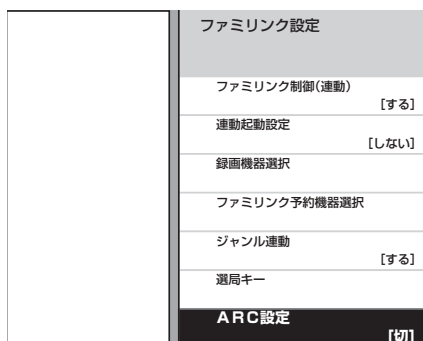 ファミリンク設定
ファミリンク制御(連動)
[する]
連動起動設定
[しない]
録画機器選択
ファミリンク予約機器選択
ジャンル連動
[する]
選局キー
ARC設定
[切]